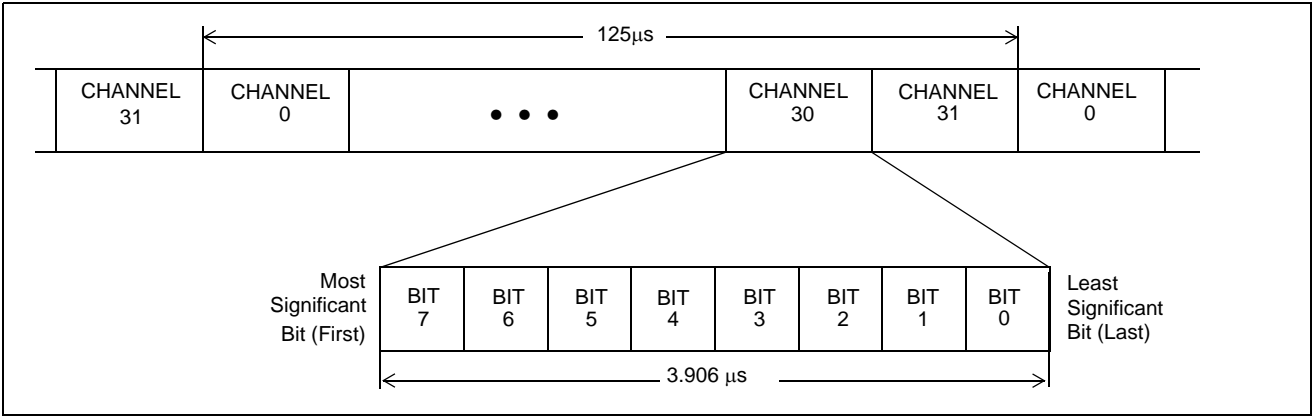 125μs
CHANNEL 31
CHANNEL 0
• • •
CHANNEL 30
CHANNEL 31
CHANNEL 0
Most
Significant
Bit (First)
BIT 7
BIT 6
BIT 5
BIT 4
BIT 3
BIT 2
BIT 1
BIT 0
Least
Significant
Bit (Last)
3.906 μs